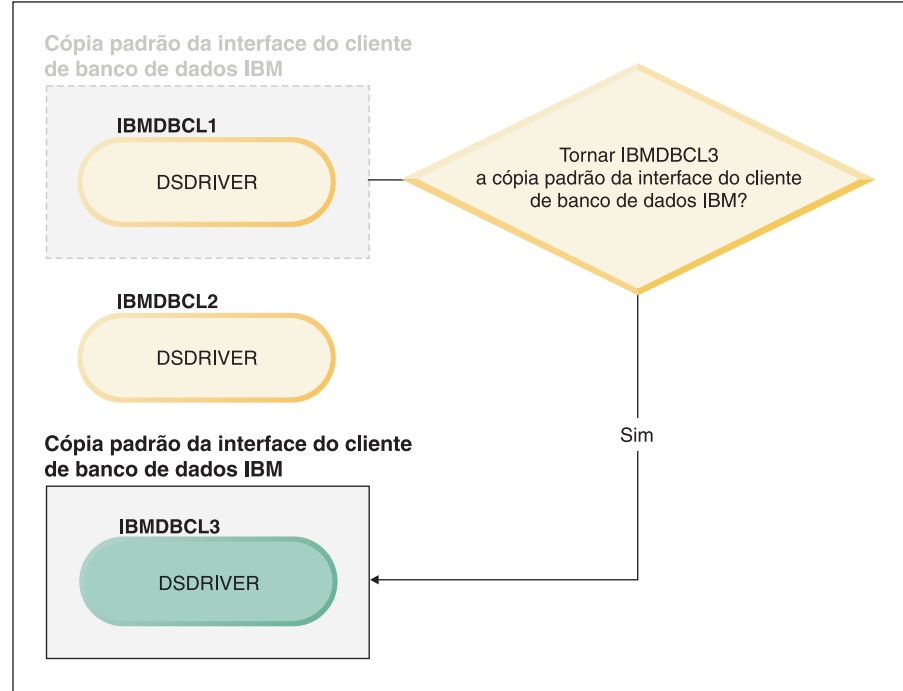 Cópia padrão da interface do cliente
de banco de dados IBM
IBMDBCL1
DSDRIVER
Tornar IBMDBCL3
a cópia padrão da interface do cliente
de banco de dados IBM?
IBMDBCL2
DSDRIVER
Sim
Cópia padrão da interface do cliente
de banco de dados IBM
IBMDBCL3
DSDRIVER